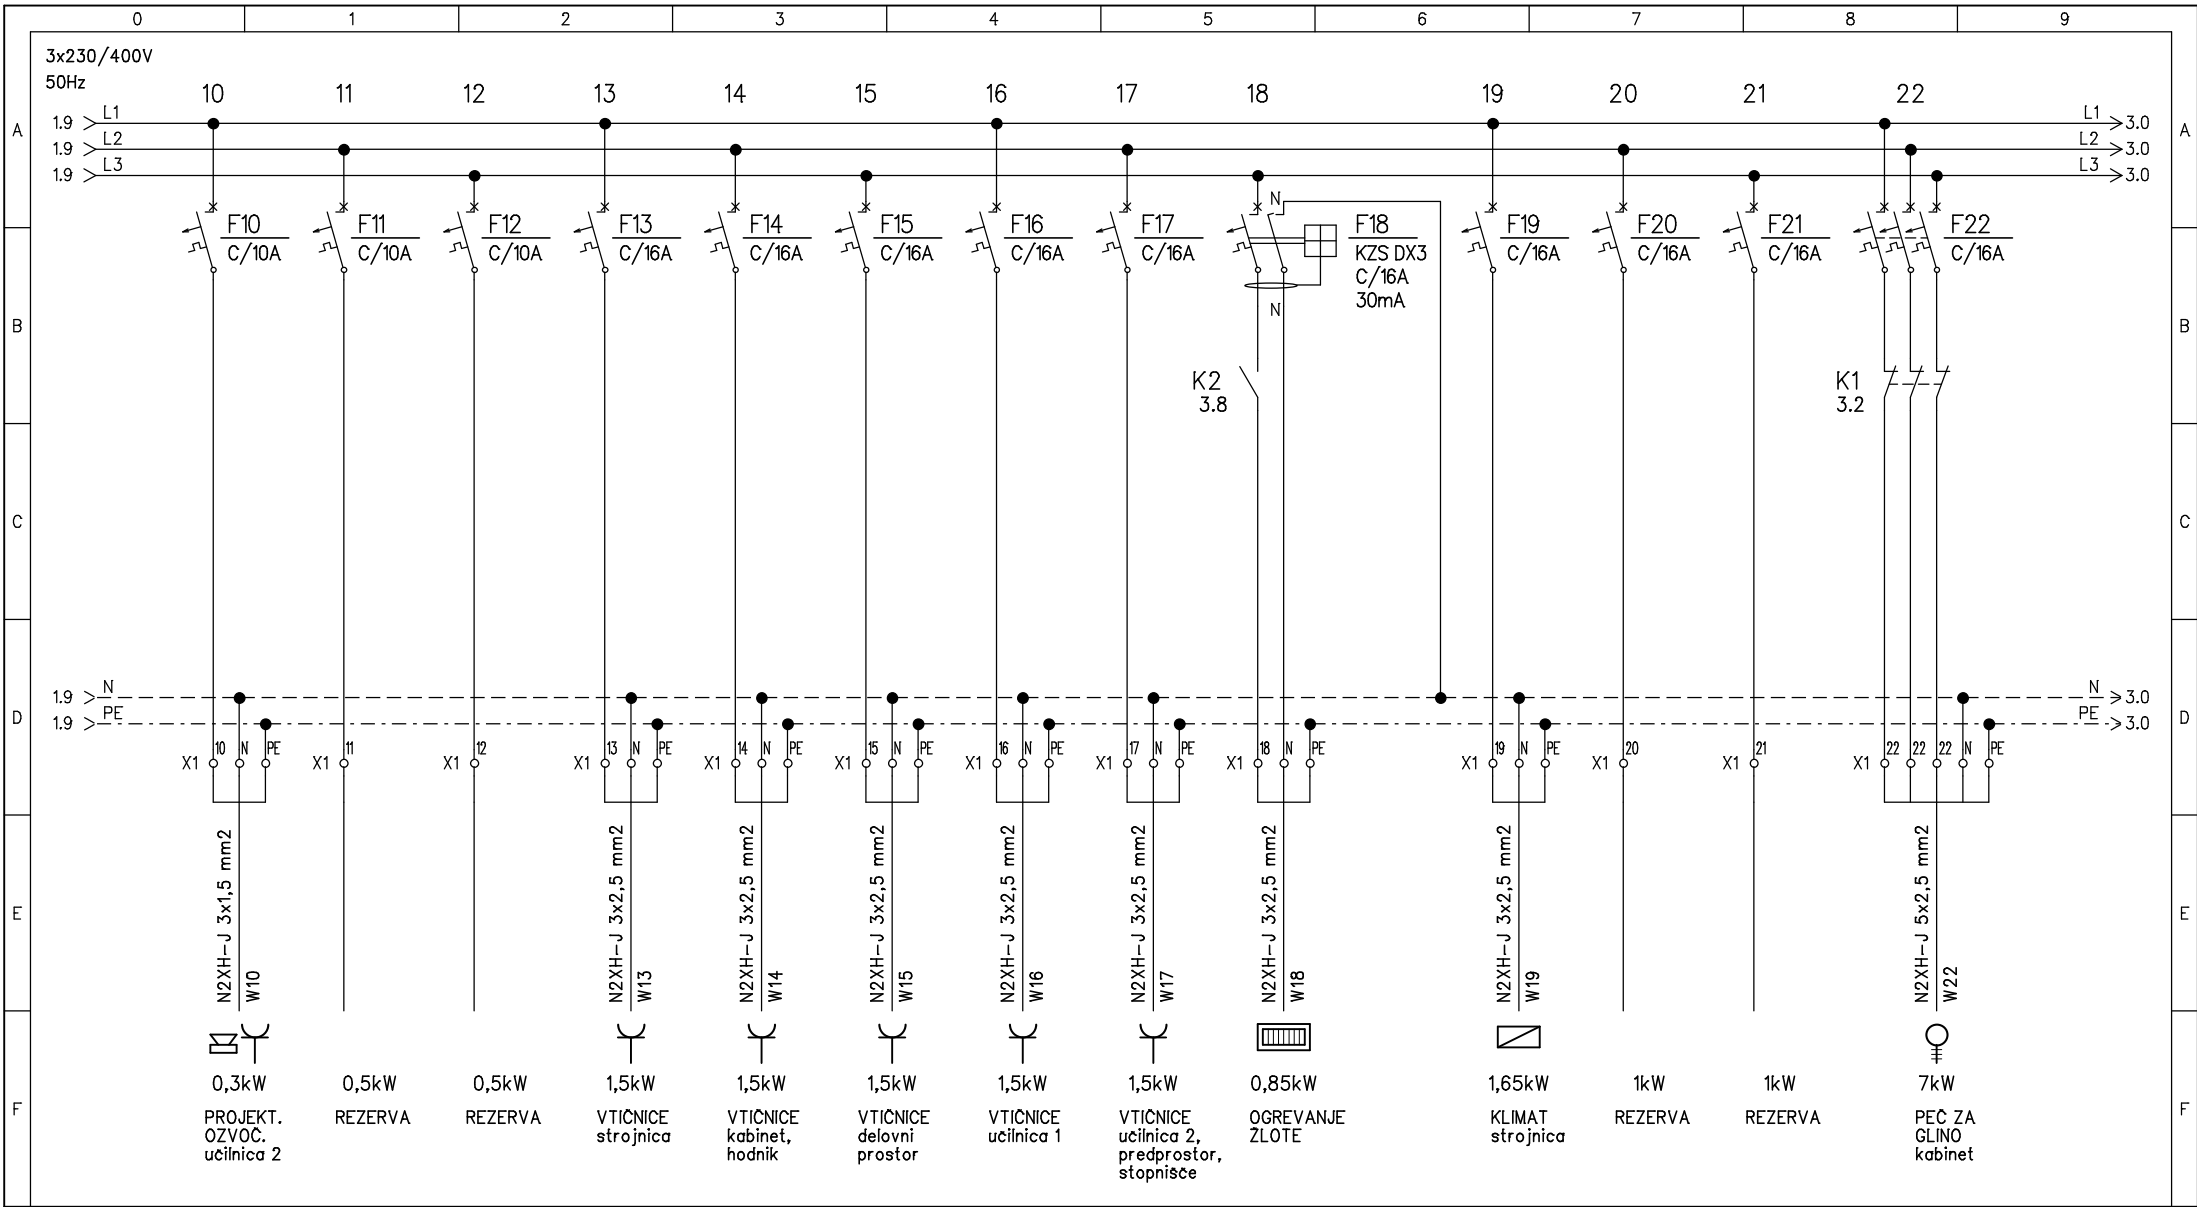 0 1 2 3 4 5 6 7 8 9
3x230/400V
50Hz
10 11 12 13 14 15 16 17 18 19 20 21 22
A 1.9 L1 L1 3.0 A
1.9 L2 L2 3.0
1.9 L3 L3 3.0
N
F10 F11 F12 F13 F14 F15 F16 F17 F18 F19 F20 F21 F22
C/10A C/10A C/10A C/16A C/16A C/16A C/16A C/16A KZS DX3 C/16A C/16A C/16A C/16A
C/16A
30mA
N
B B
K2 K1
3.8 3.2
C C
1.9 N N 3.0
D D
1.9 PE PE 3.0
10 N PE 11 12 13 N PE 14 N PE 15 N PE 16 N PE 17 N PE 18 N PE 19 N PE 20 21 22 22 22 N PE
X1 X1 X1 X1 X1 X1 X1 X1 X1 X1 X1 X1 X1
N2XH-J 3x1,5 mm2
W10
N2XH-J 3x2,5 mm2
W13
N2XH-J 3x2,5 mm2
W14
N2XH-J 3x2,5 mm2
W15
N2XH-J 3x2,5 mm2
W16
N2XH-J 3x2,5 mm2
W17
N2XH-J 3x2,5 mm2
W18
N2XH-J 3x2,5 mm2
W19
N2XH-J 5x2,5 mm2
W22
E E
F F
0,3kW
PROJEKT.
OZVOČ.
učilnica 2
0,5kW
REZERVA
0,5kW
REZERVA
1,5kW
VTIČNICE
strojnica
1,5kW
VTIČNICE
kabinet,
hodnik
1,5kW
VTIČNICE
delovni
prostor
1,5kW
VTIČNICE
učilnica 1
1,5kW
VTIČNICE
učilnica 2,
predprostor,
stopnišče
0,85kW
OGREVANJE
ŽLOTE
1,65kW
KLIMAT
strojnica
1kW
REZERVA
1kW
REZERVA
7kW
PEČ ZA
GLINO
kabinet